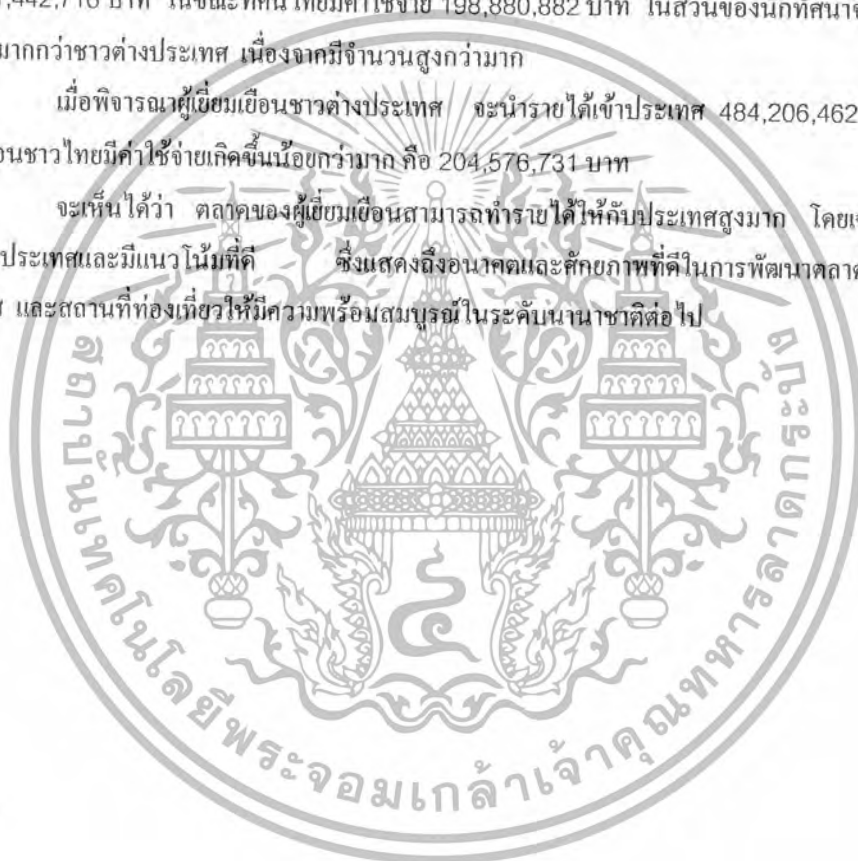 ,442,716 บาท ในขณะที่คนไทยมีค่าใช้จ่าย 198,880,882 บาท ในส่วนของนักทัศนาจ
มากกว่าชาวต่างประเทศ เนื่องจากมีจำนวนสูงกว่ามาก
เมื่อพิจารณาผู้เยี่ยมเยือนชาวต่างประเทศ จะนำรายได้เข้าประเทศ 484,206,462
อนชาวไทยมีค่าใช้จ่ายเกิดขึ้นน้อยกว่ามาก คือ 204,576,731 บาท
จะเห็นได้ว่า ตลาดของผู้เยี่ยมเยือนสามารถทำรายได้ให้กับประเทศสูงมาก โดยเ
ประเทศและมีแนวโน้มที่ดี ซึ่งแสดงถึงอนาคตและศักยภาพที่ดีในการพัฒนาตลาด
และสถานที่ท่องเที่ยวให้มีความพร้อมสมบูรณ์ในระดับนานาชาติต่อไป
สถาบันเทคโนโลยีพระจอมเกล้าเจ้าคุณทหารลาดกระบัง